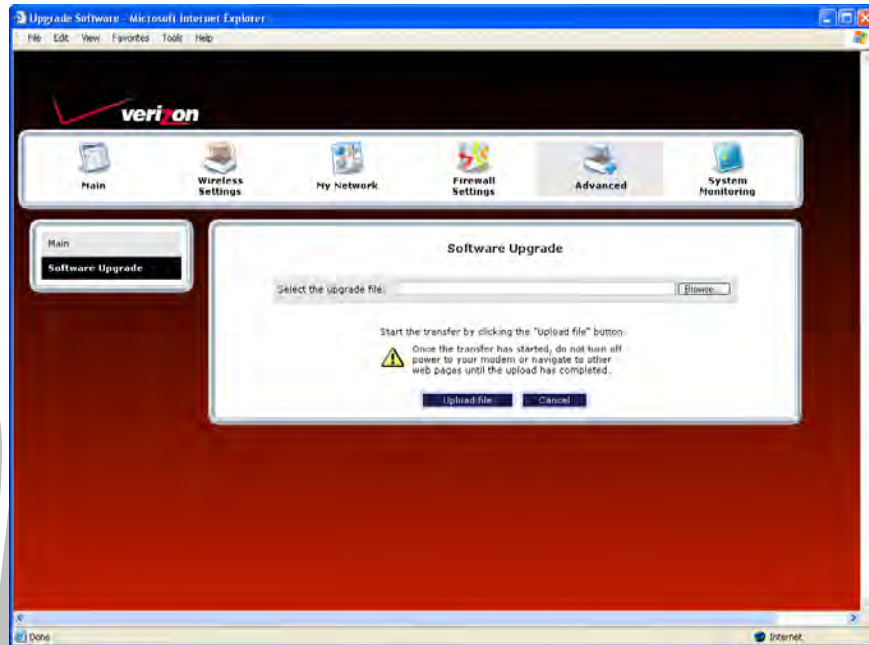 Upgrade Software - Microsoft Internet Explorer
File Edit View Favorites Tools Help
verizon
Main
Wireless Settings
My Network
Firewall Settings
Advanced
System Monitoring
Main
Software Upgrade
Software Upgrade
Select the upgrade file:
Browse...
Start the transfer by clicking the "Upload file" button.
Once the transfer has started, do not turn off
power to your modem or navigate to other
web pages until the upload has completed.
Upload file Cancel
Done
Internet